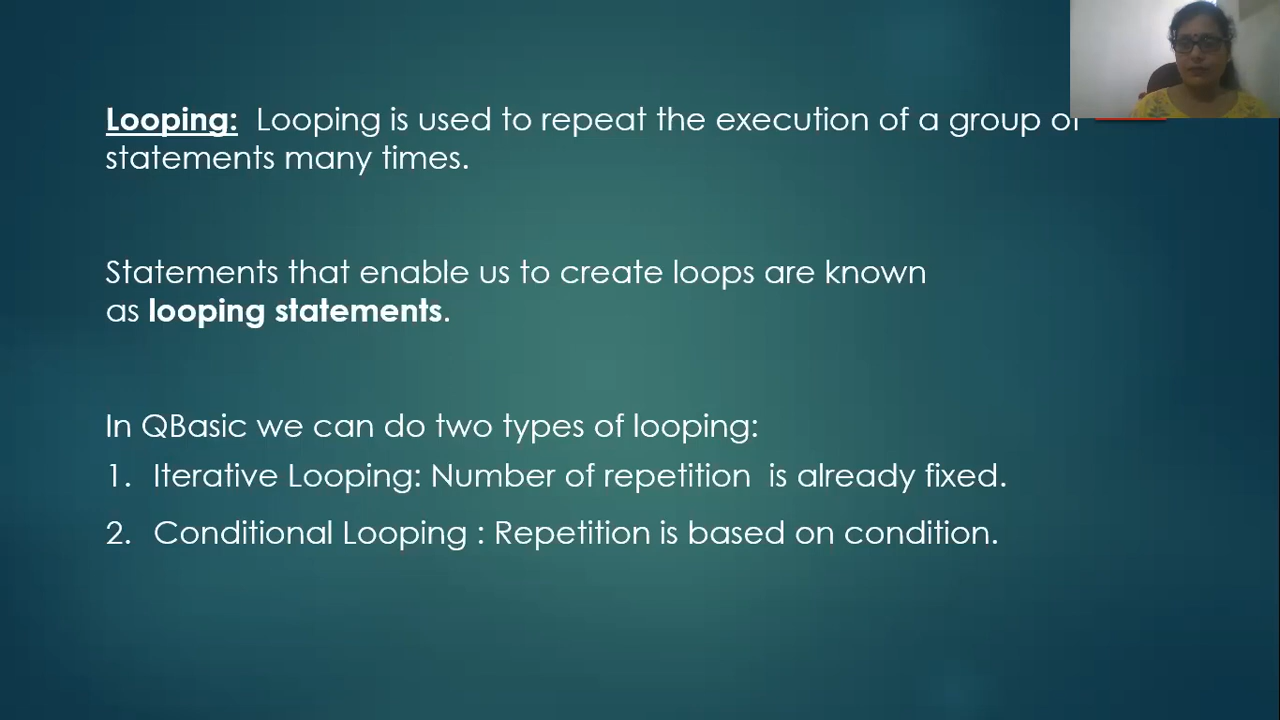 Looping: Looping is used to repeat the execution of a group of
statements many times.
Statements that enable us to create loops are known
as looping statements.
In QBasic we can do two types of looping:
1. Iterative Looping: Number of repetition is already fixed.
2. Conditional Looping : Repetition is based on condition.